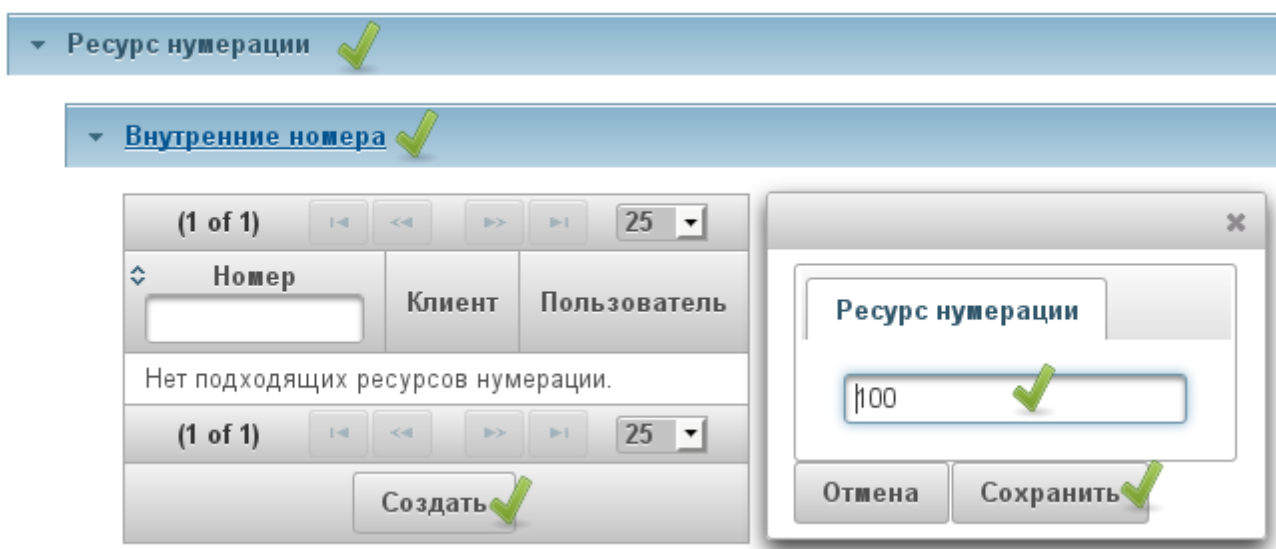 Ресурс нумерации
Внутренние номера
(1 of 1) 25
Номер
Клиент
Пользователь
Нет подходящих ресурсов нумерации.
(1 of 1) 25
Создать
Ресурс нумерации
100
Отмена Сохранить